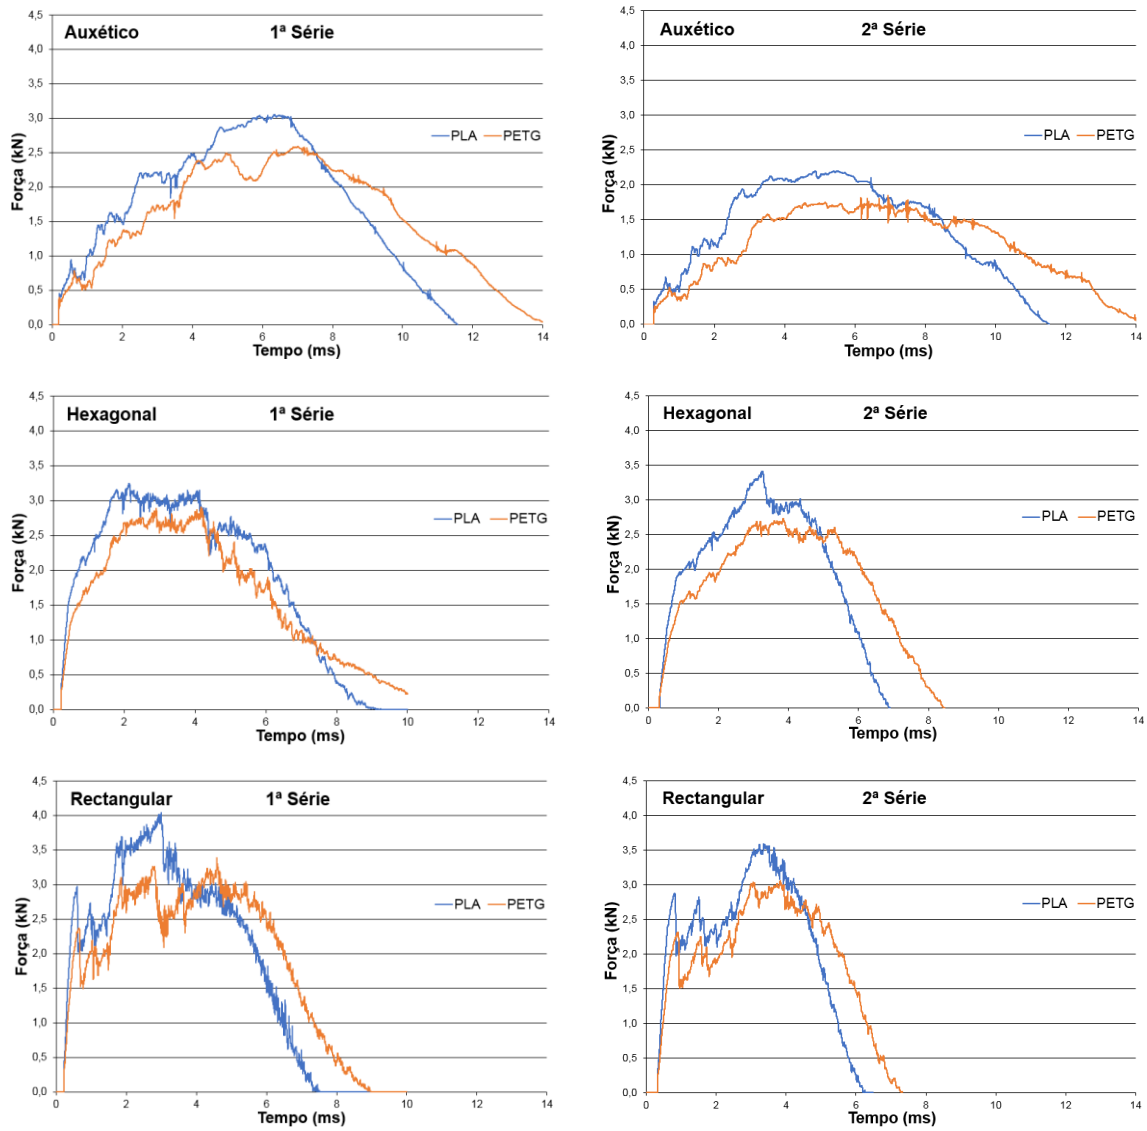 Auxético 1ª Série
4,5
4,0
3,5
3,0
2,5
2,0
1,5
1,0
0,5
0,0
Força (kN)
PLA PETG
0 2 4 6 8 10 12 14
Tempo (ms)
Auxético 2ª Série
4,5
4,0
3,5
3,0
2,5
2,0
1,5
1,0
0,5
0,0
Força (kN)
PLA PETG
0 2 4 6 8 10 12 14
Tempo (ms)
Hexagonal 1ª Série
4,5
4,0
3,5
3,0
2,5
2,0
1,5
1,0
0,5
0,0
Força (kN)
PLA PETG
0 2 4 6 8 10 12 14
Tempo (ms)
Hexagonal 2ª Série
4,5
4,0
3,5
3,0
2,5
2,0
1,5
1,0
0,5
0,0
Força (kN)
PLA PETG
0 2 4 6 8 10 12 14
Tempo (ms)
Rectangular 1ª Série
4,5
4,0
3,5
3,0
2,5
2,0
1,5
1,0
0,5
0,0
Força (kN)
PLA PETG
0 2 4 6 8 10 12 14
Tempo (ms)
Rectangular 2ª Série
4,5
4,0
3,5
3,0
2,5
2,0
1,5
1,0
0,5
0,0
Força (kN)
PLA PETG
0 2 4 6 8 10 12 14
Tempo (ms)